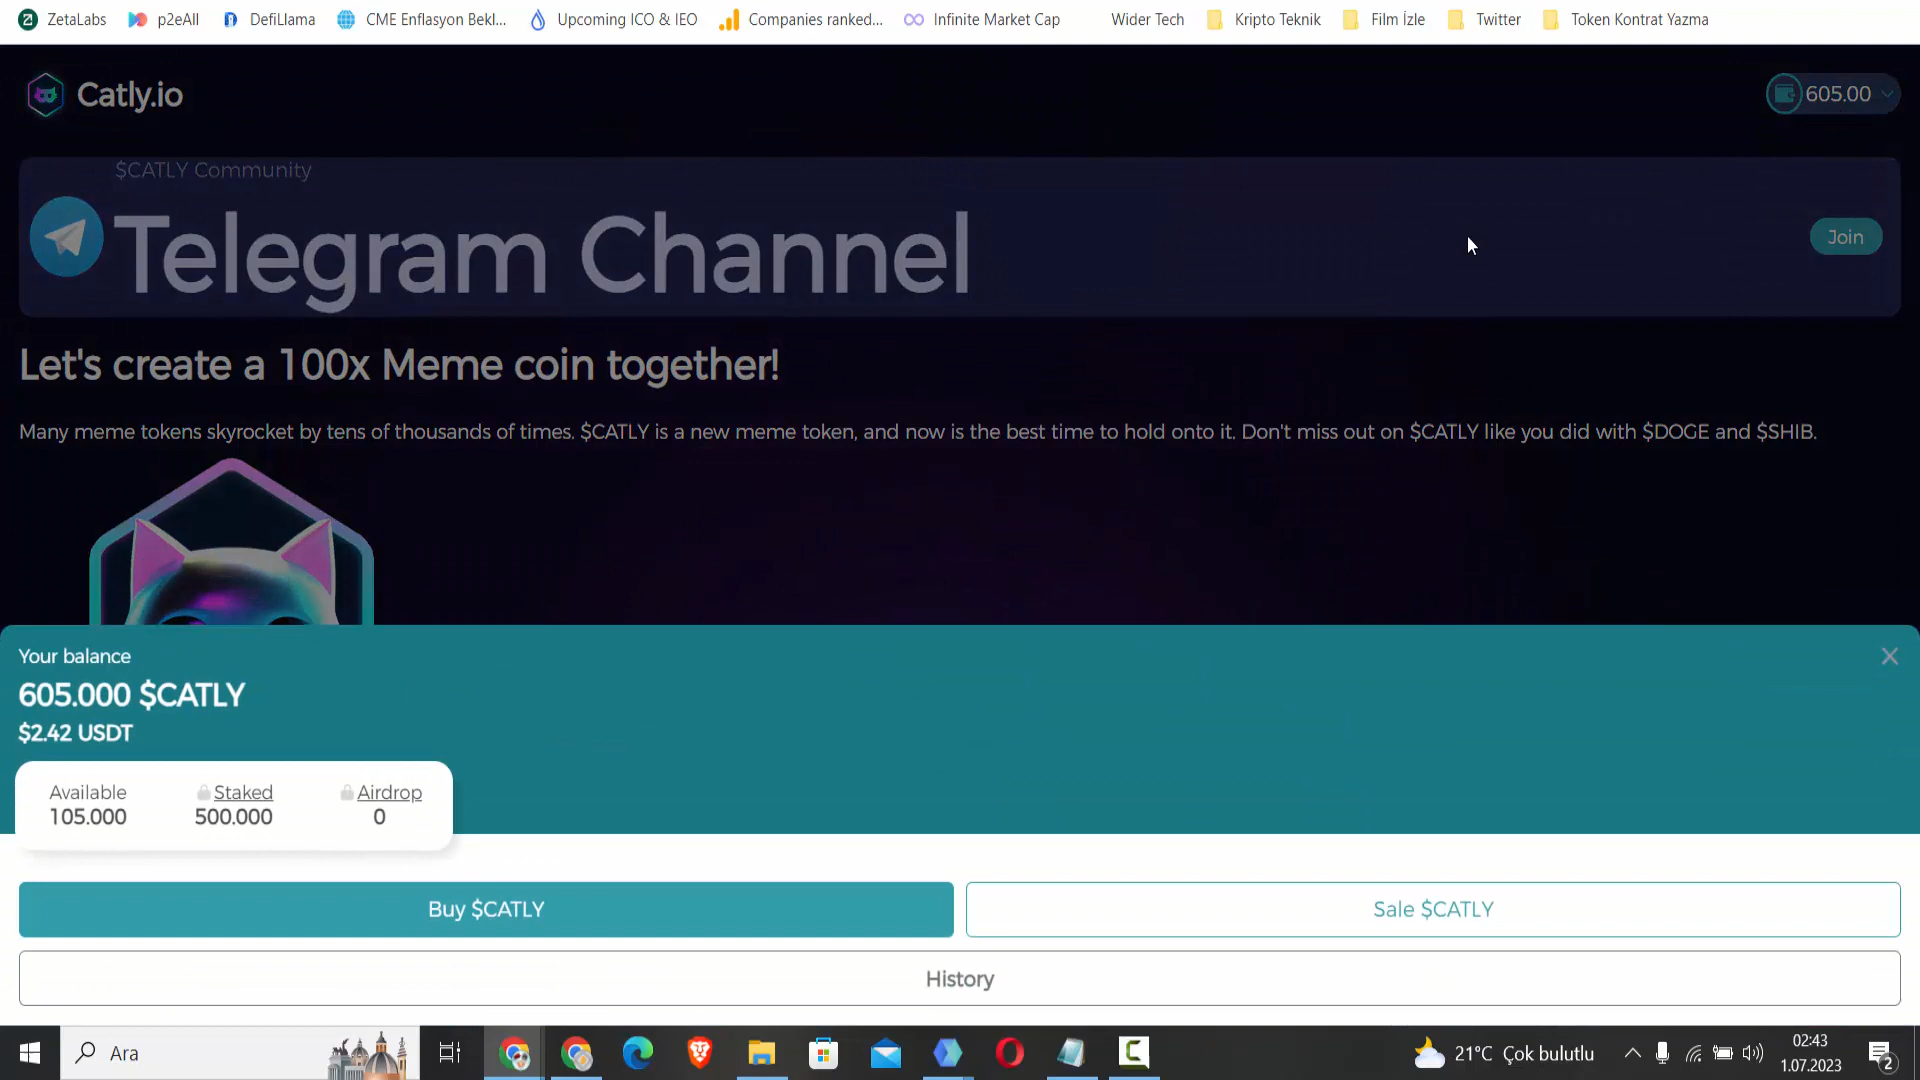 ZetaLabs p2eAll DefiLlama CME Enflasyon Bekl... Upcoming ICO & IEO Companies ranked... Infinite Market Cap Wider Tech Kripto Teknik Film İzle Twitter Token Kontrat Yazma
Catly.io
605.00
$CATLY Community
Telegram Channel
Join
Let's create a 100x Meme coin together!
Many meme tokens skyrocket by tens of thousands of times. $CATLY is a new meme token, and now is the best time to hold onto it. Don't miss out on $CATLY like you did with $DOGE and $SHIB.
Your balance
605.000 $CATLY
$2.42 USDT
Available Staked Airdrop
105.000 500.000 0
Buy $CATLY Sale $CATLY
History
Ara
21°C Çok bulutlu
02:43
1.07.2023
2